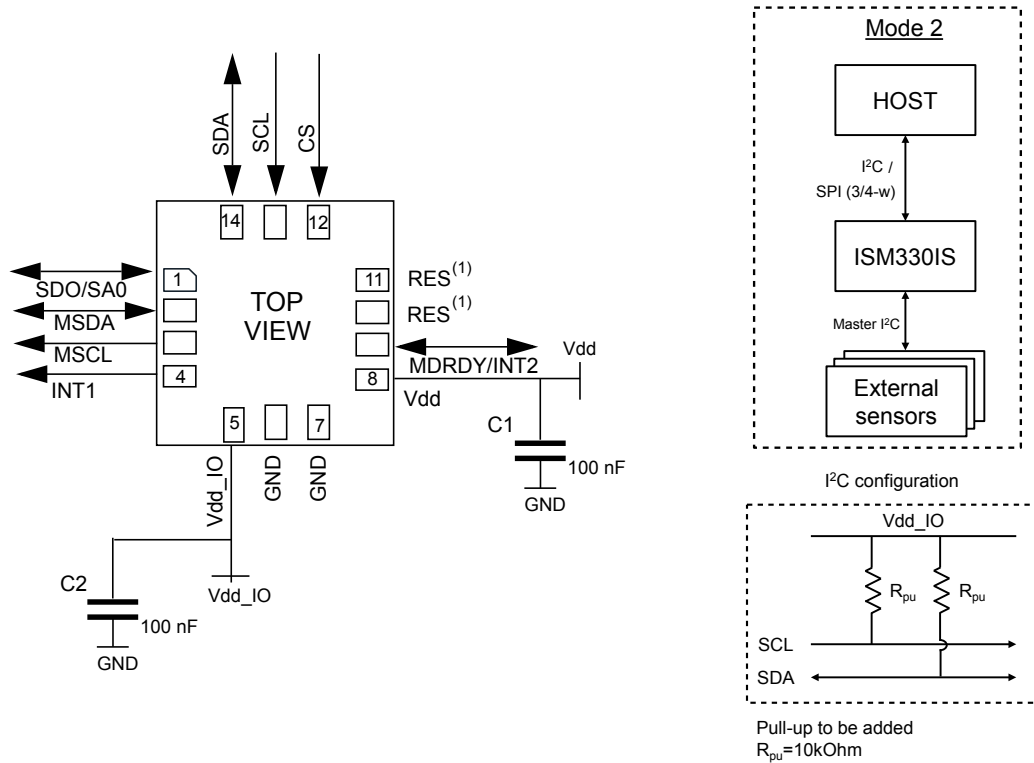 SDA
SCL
CS
14
12
1
11
RES(1)
RES(1)
SDO/SA0
MSDA
MSCL
4
INT1
TOP
VIEW
MDRDY/INT2
8
Vdd
Vdd
5
7
Vdd_IO
GND
GND
C1
100 nF
GND
C2
100 nF
GND
Vdd_IO
Mode 2
HOST
I²C /
SPI (3/4-w)
ISM330IS
Master I²C
External
sensors
I²C configuration
Vdd_IO
Rpu
Rpu
SCL
SDA
Pull-up to be added
Rpu=10kOhm